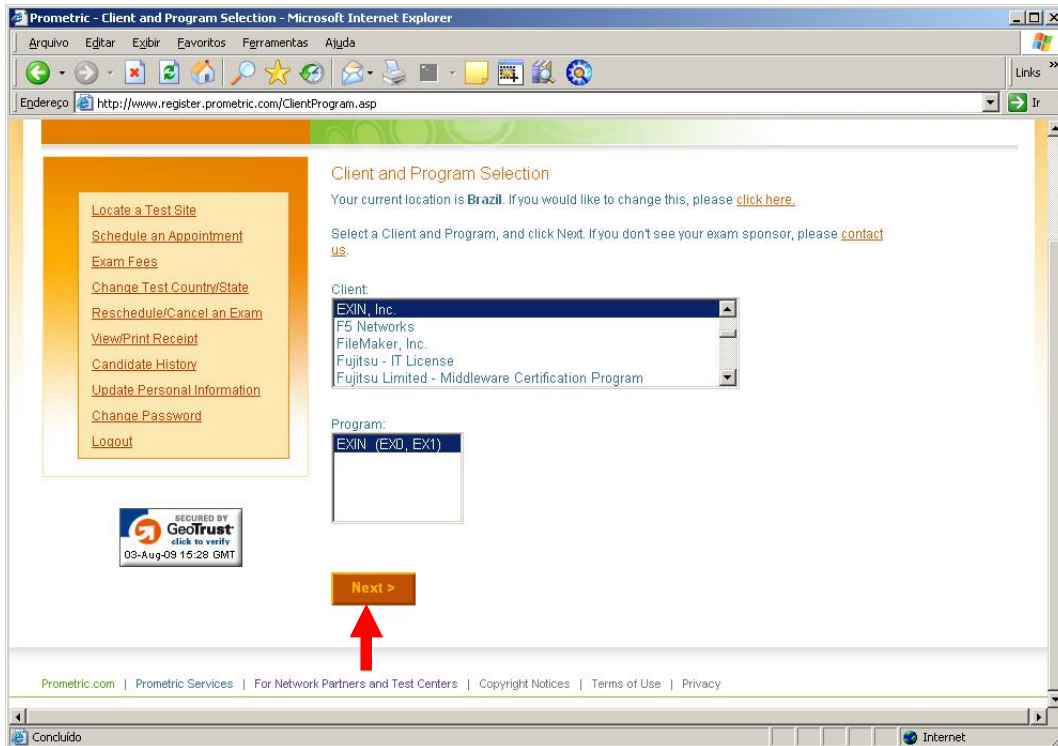 Prometric - Client and Program Selection - Microsoft Internet Explorer
Arquivo Editar Exibir Favoritos Ferramentas Ajuda
Links »
Endereço http://www.register.prometric.com/ClientProgram.asp Ir
Client and Program Selection
Your current location is Brazil. If you would like to change this, please click here.
Select a Client and Program, and click Next. If you don't see your exam sponsor, please contact
us.
Locate a Test Site
Schedule an Appointment
Exam Fees
Change Test Country/State
Reschedule/Cancel an Exam
View/Print Receipt
Candidate History
Update Personal Information
Change Password
Logout
Client:
EXIN, Inc.
F5 Networks
FileMaker, Inc.
Fujitsu - IT License
Fujitsu Limited - Middleware Certification Program
Program:
EXIN (EX0, EX1)
SECURED BY
GeoTrust
click to verify
03-Aug-09 15:28 GMT
Next >
Prometric.com | Prometric Services | For Network Partners and Test Centers | Copyright Notices | Terms of Use | Privacy
Concluído Internet